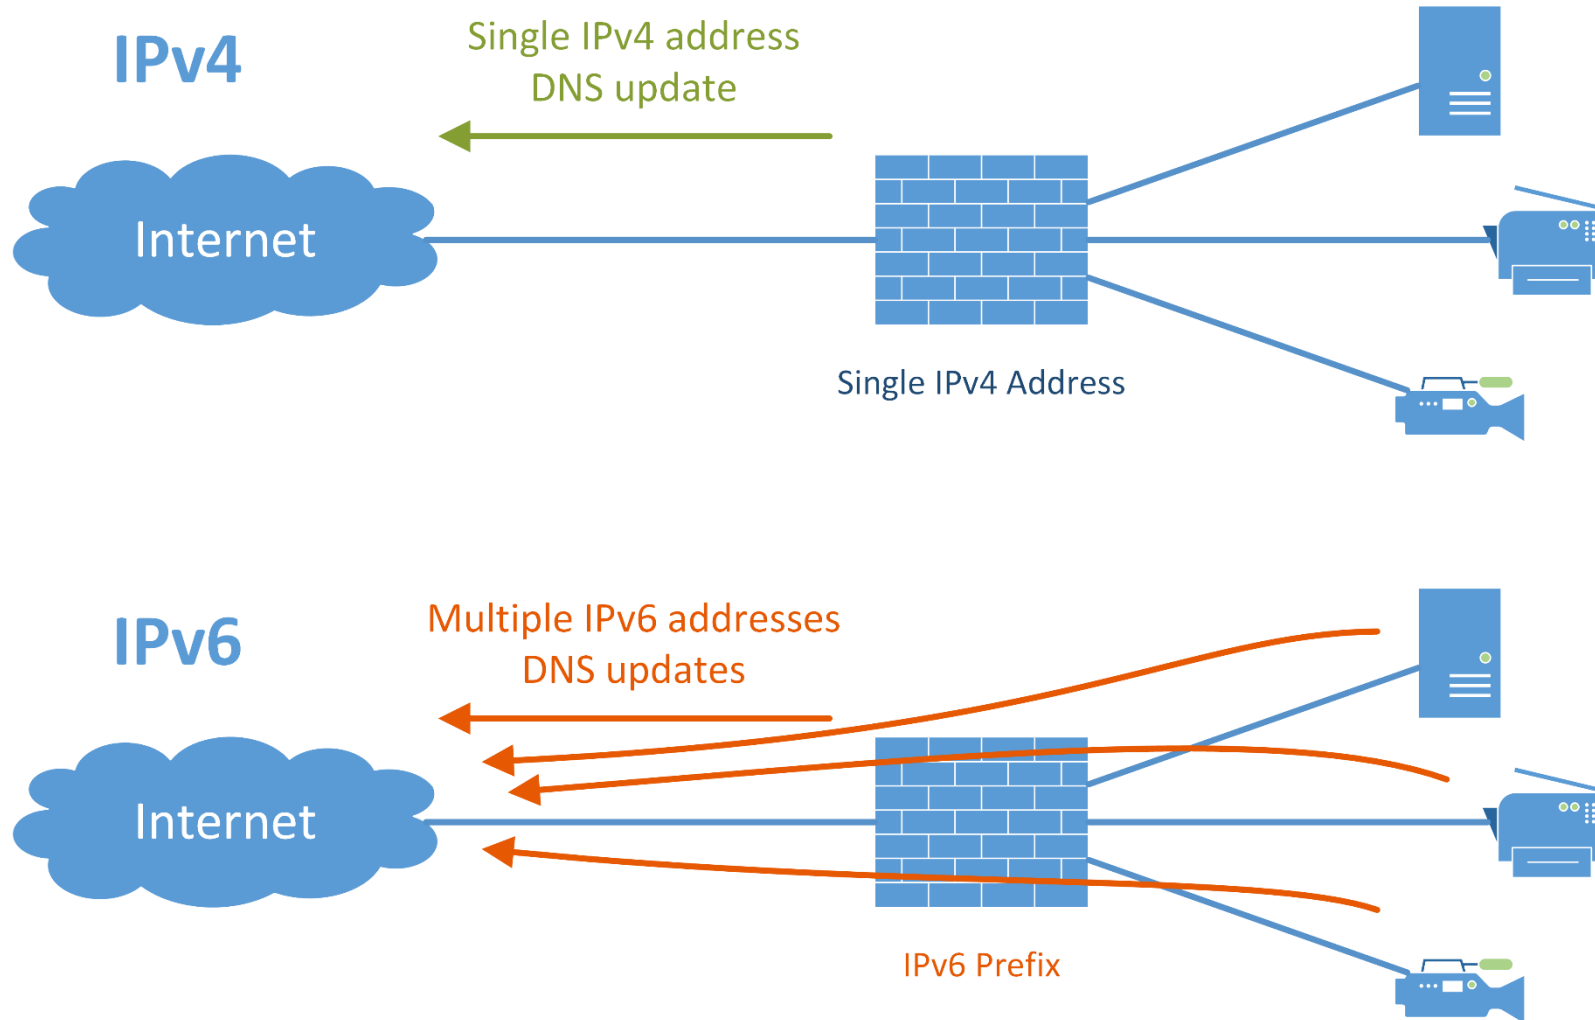 IPv4
Single IPv4 address
DNS update
Internet
Single IPv4 Address
IPv6
Multiple IPv6 addresses
DNS updates
Internet
IPv6 Prefix